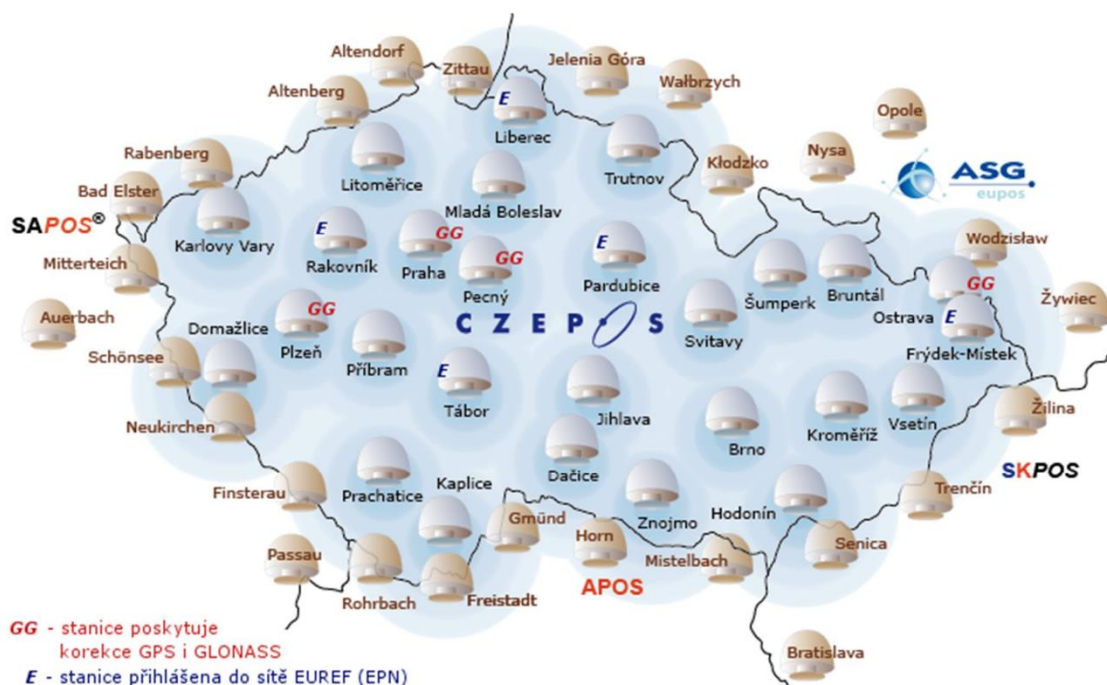 Altendorf
Zittau
Jelenia Góra
Wałbrzych
Altenberg
Liberec
E
Opole
Rabenberg
Litoměřice
Trutnov
Kłodzko
Nysa
Bad Elster
Mladá Boleslav
ASG
eupos
SAPOS®
Karlovy Vary
E
Rakovník
GG
Praha
GG
Pecný
E
Pardubice
Wodzisław
Mitterteich
Šumperk
Bruntál
GG
Ostrava
Żywiec
Auerbach
Domažlice
GG
Plzeň
CZEPOS
Svitavy
E
Frýdek-Místek
Schönsee
Příbram
E
Tábor
Jihlava
Neukirchen
Brno
Kroměříž
Vsetín
Žilina
Finsterau
Prachatice
Kaplice
Dačice
SKPOS
Gmünd
Znojmo
Hodonín
Trenčín
Passau
Horn
Mistelbach
Senica
Rohrbach
Freistadt
APOS
GG - stanice poskytuje
korekce GPS i GLONASS
E - stanice přihlášena do sítě EUREF (EPN)
Bratislava